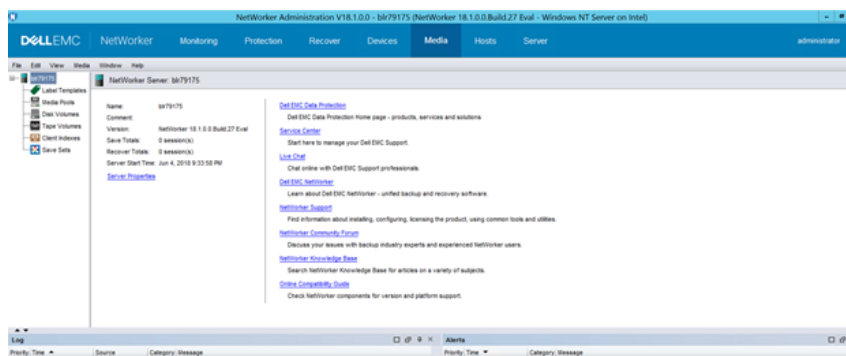 NetWorker Administration V18.1.0.0 - blr79175 (NetWorker 18.1.0.0.Build.27 Eval - Windows NT Server on Intel)
DELLEMC NetWorker Monitoring Protection Recover Devices Media Hosts Server administrator
File Edit View Media Window Help
blr79175
Label Templates
Media Pools
Disk Volumes
Tape Volumes
Client Indexes
Save Sets
NetWorker Server: blr79175
Name: blr79175
Comment:
Version: NetWorker 18.1.0.0.Build.27 Eval
Save Totals: 0 session(s)
Recover Totals: 0 session(s)
Server Start Time: Jun 4, 2018 9:33:58 PM
Server Properties
Dell EMC Data Protection
Dell EMC Data Protection Home page - products, services and solutions
Service Center
Start here to manage your Dell EMC Support.
Live Chat
Chat online with Dell EMC Support professionals.
Dell EMC NetWorker
Learn about Dell EMC NetWorker - unified backup and recovery software.
NetWorker Support
Find information about installing, configuring, licensing the product, using common tools and utilities.
NetWorker Community Forum
Discuss your issues with backup industry experts and experienced NetWorker users.
NetWorker Knowledge Base
Search NetWorker Knowledge Base for articles on a variety of subjects.
Online Compatibility Guide
Check NetWorker components for version and platform support.
Log
Priority Time Source Category Message
Alerts
Priority Time Category Message